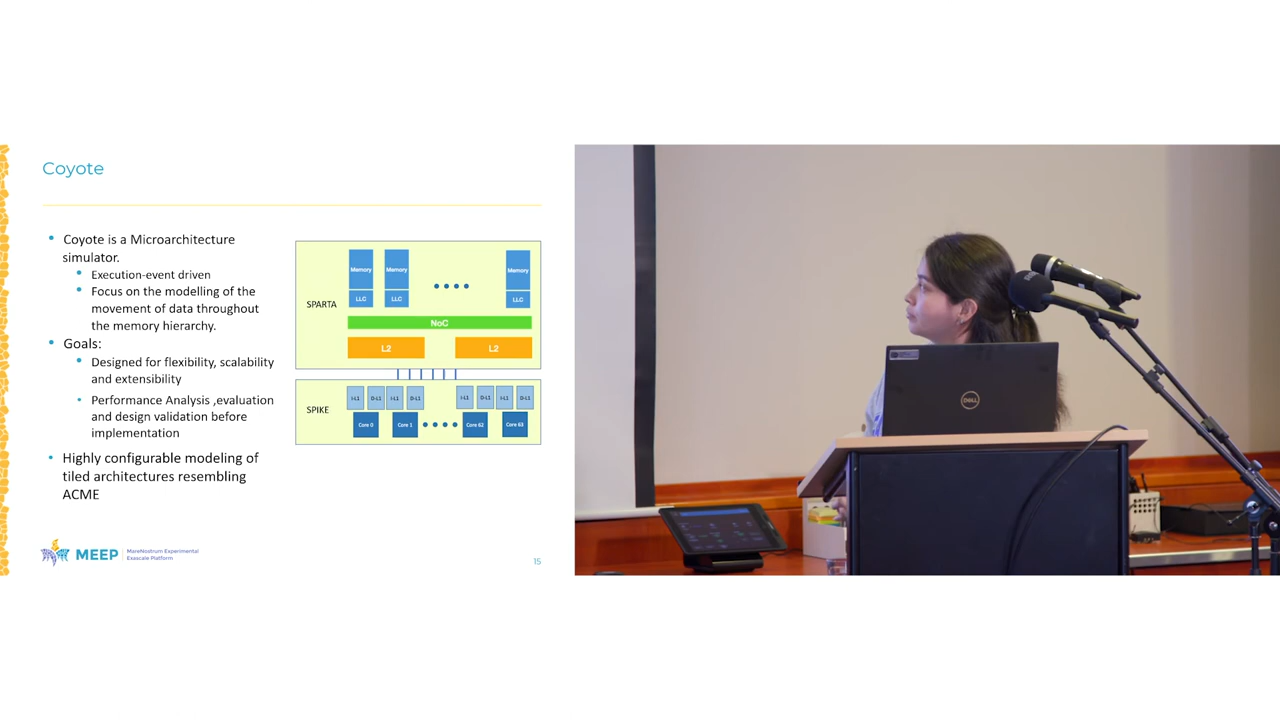 Coyote
Coyote is a Microarchitecture
simulator.
Execution-event driven
Focus on the modelling of the
movement of data throughout
the memory hierarchy.
Goals:
Designed for flexibility, scalability
and extensibility
Performance Analysis ,evaluation
and design validation before
implementation
Highly configurable modeling of
tiled architectures resembling
ACME
SPARTA
Memory Memory Memory
LLC LLC LLC
NoC
L2 L2
SPIKE
I-L1 D-L1 I-L1 D-L1 I-L1 D-L1 I-L1 D-L1
Core 0 Core 1 Core 62 Core 63
MEEP
MareNostrum Experimental
Exascale Platform
15
DELL